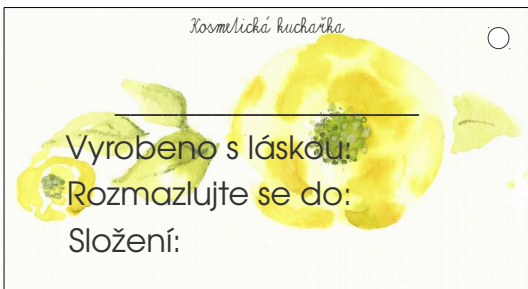 Kosmetická kuchařka
Vyrobeno s láskou:
Rozmazlujte se do:
Složení: